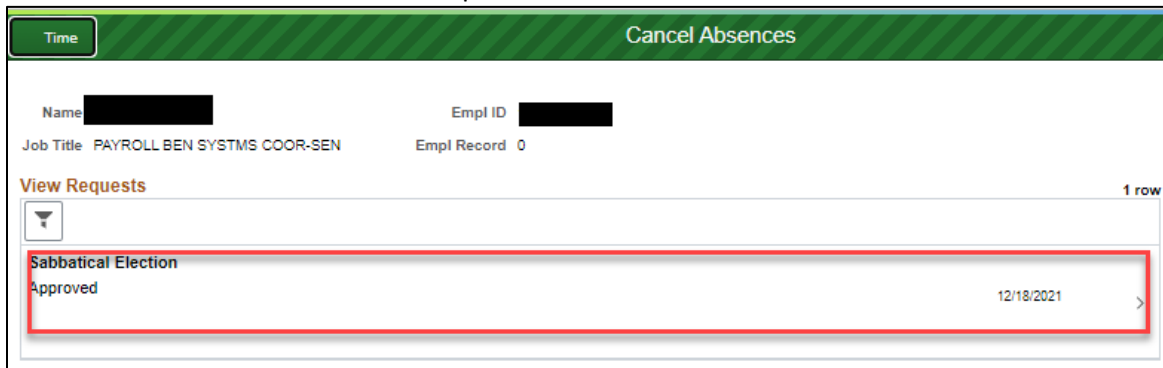 Time Cancel Absences
Name Empl ID
Job Title PAYROLL BEN SYSTMS COOR-SEN Empl Record 0
View Requests
1 row
Sabbatical Election
Approved
12/18/2021